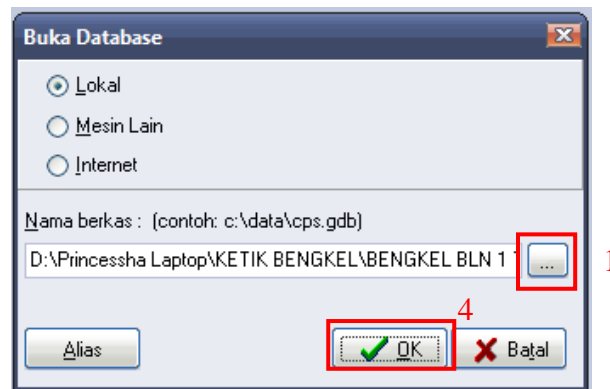 Buka Database
Lokal
Mesin Lain
Internet
Nama berkas : (contoh: c:\data\cps.gdb)
D:\Princessha Laptop\KETIK BENGKEL\BENGKEL BLN 1
...
4
Alias
OK
Batal